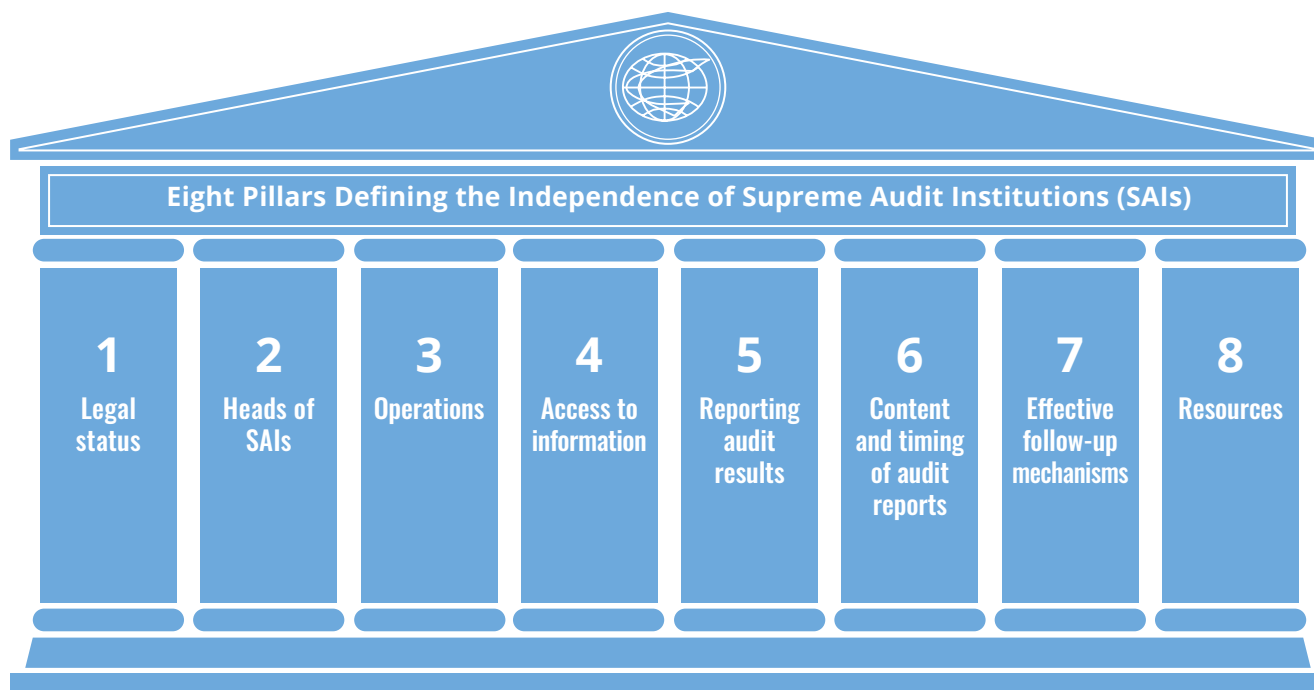 Eight Pillars Defining the Independence of Supreme Audit Institutions (SAIs)
1
Legal
status
2
Heads of
SAIs
3
Operations
4
Access to
information
5
Reporting
audit
results
6
Content
and timing
of audit
reports
7
Effective
follow-up
mechanisms
8
Resources